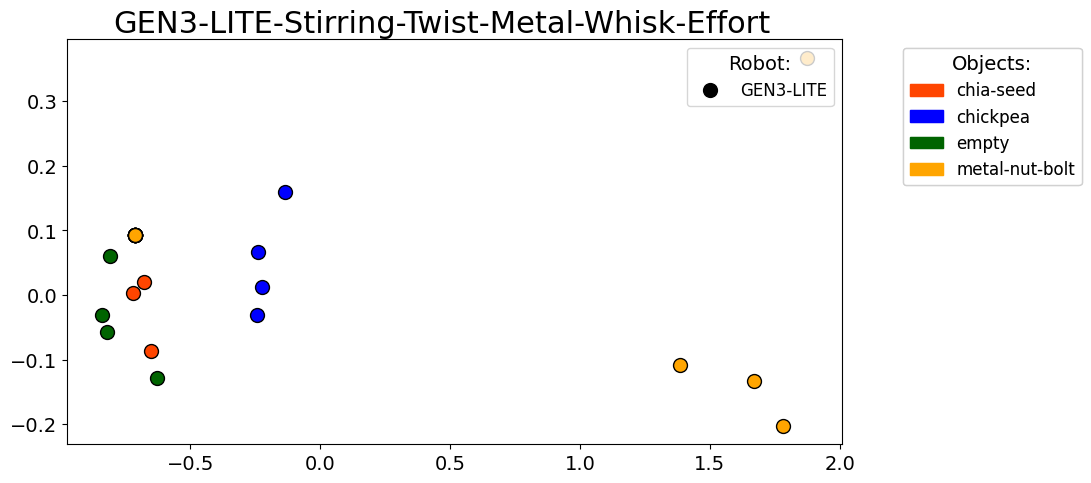 GEN3-LITE-Stirring-Twist-Metal-Whisk-Effort
Robot:
GEN3-LITE
Objects:
chia-seed
chickpea
empty
metal-nut-bolt
0.3
0.2
0.1
0.0
−0.1
−0.2
−0.5
0.0
0.5
1.0
1.5
2.0